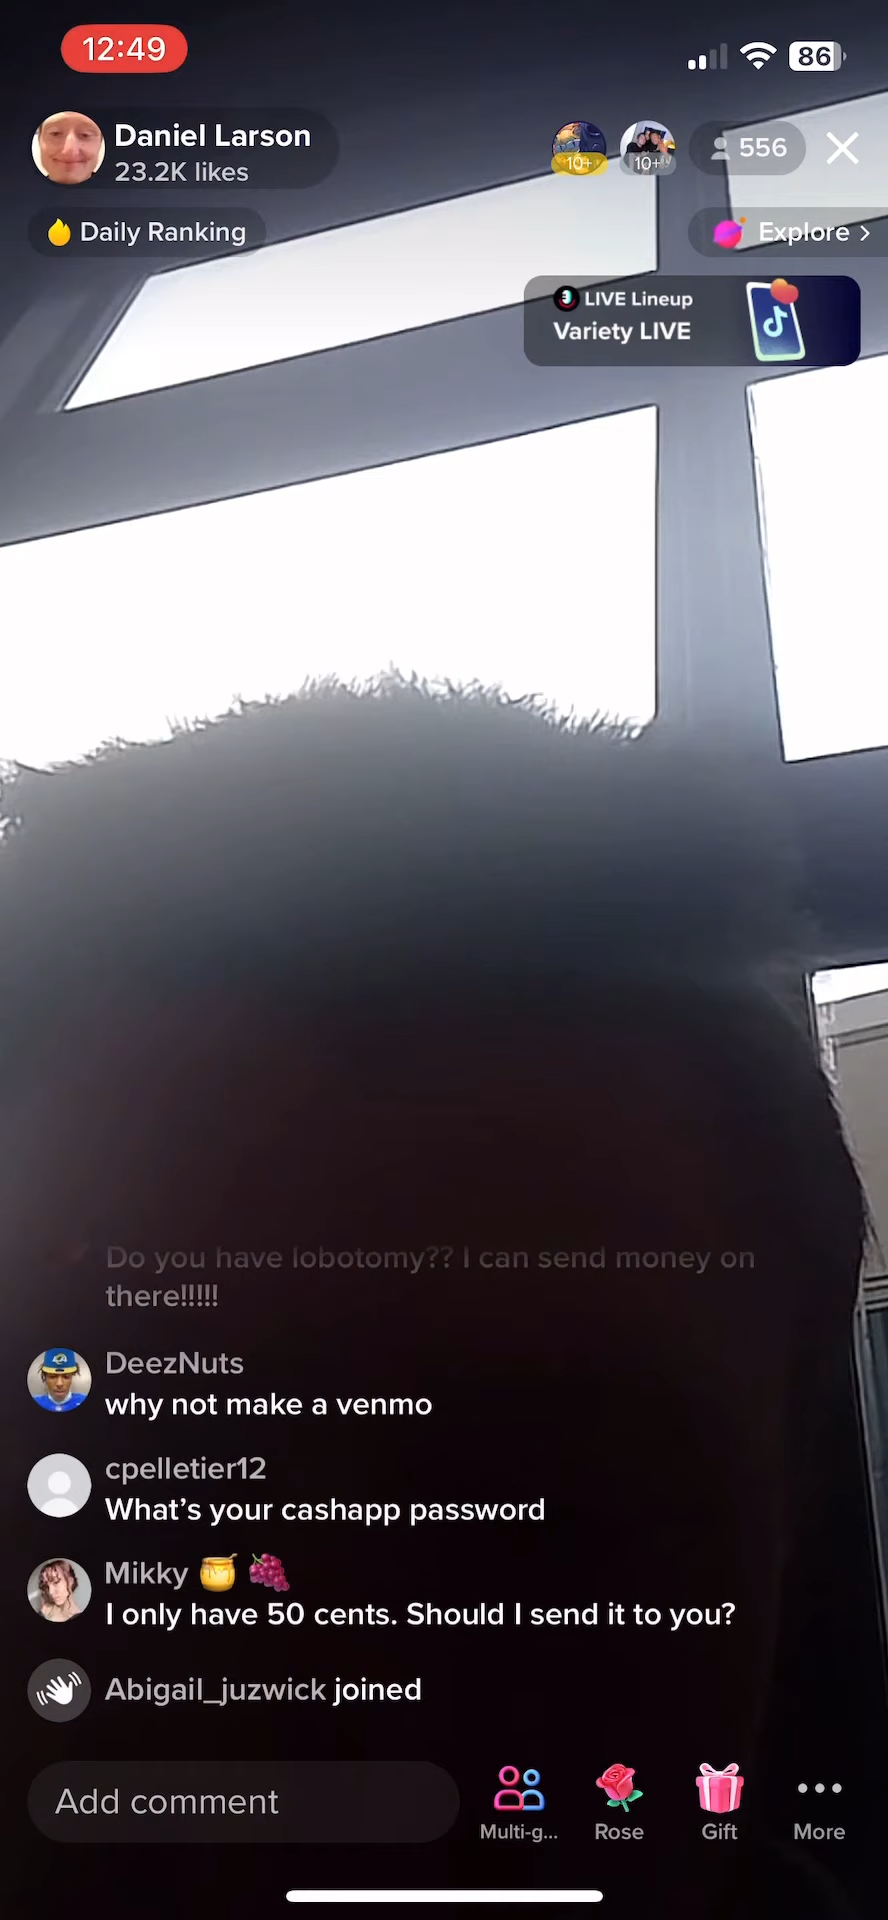 12:49
86
Daniel Larson
23.2K likes
10+
10+
556
Daily Ranking
Explore >
LIVE Lineup
Variety LIVE
Do you have lobotomy?? I can send money on
there!!!!!
DeezNuts
why not make a venmo
cpelletier12
What's your cashapp password
Mikky
I only have 50 cents. Should I send it to you?
Abigail_juzwick joined
Add comment
Multi-g...
Rose
Gift
More